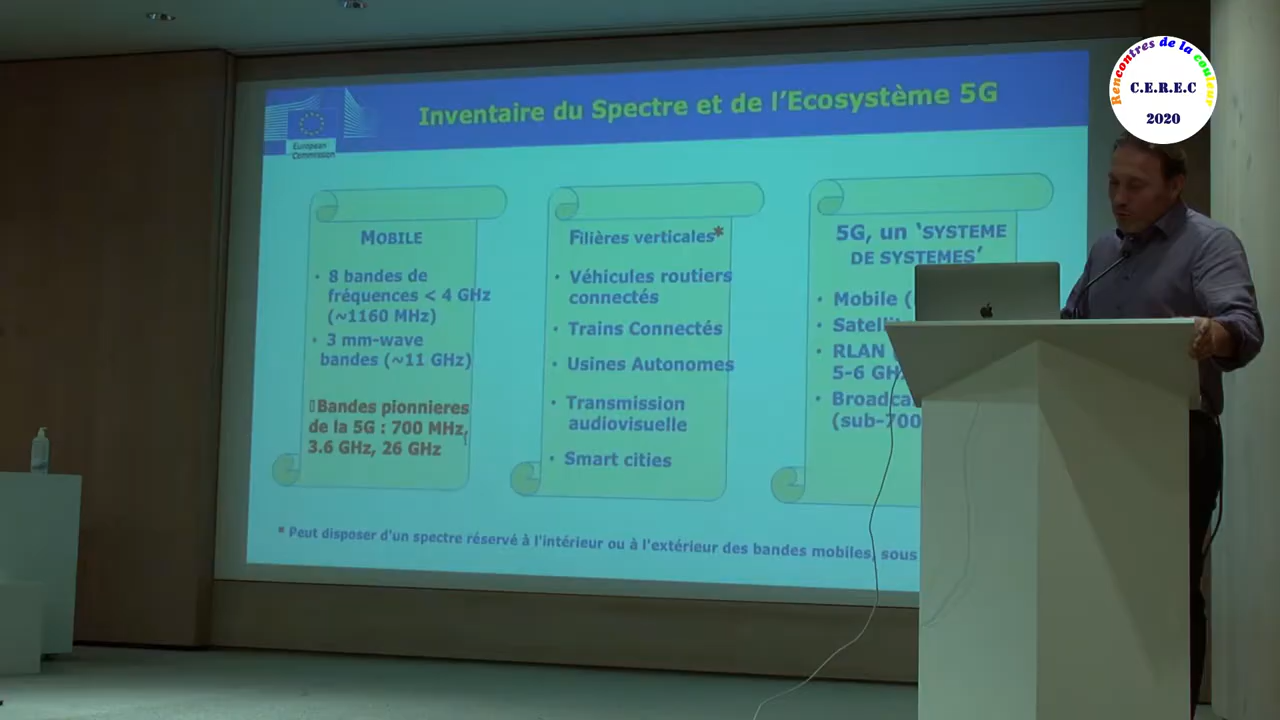 Rencontres de la couleur
C.E.R.E.C
2020
Inventaire du Spectre et de l'Ecosystème 5G
European
Commission
MOBILE
• 8 bandes de
fréquences < 4 GHz
(~1160 MHz)
• 3 mm-wave
bandes (~11 GHz)
Bandes pionnieres
de la 5G : 700 MHz,
3.6 GHz, 26 GHz
Filières verticales*
• Véhicules routiers
connectés
• Trains Connectés
• Usines Autonomes
• Transmission
audiovisuelle
• Smart cities
5G, un ‘SYSTEME
DE SYSTEMES’
• Mobile (
• Satelli
• RLAN
5-6 GH
• Broadca
(sub-700
* Peut disposer d'un spectre réservé à l'intérieur ou à l'extérieur des bandes mobiles, sous